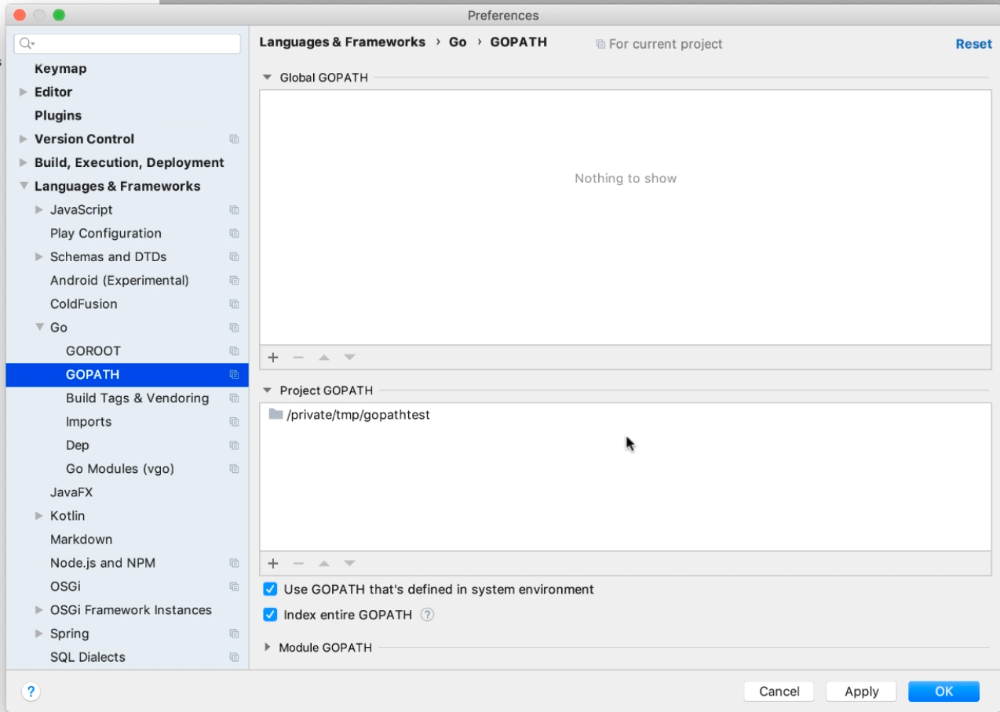 Preferences
Keymap
Editor
Plugins
Version Control
Build, Execution, Deployment
Languages & Frameworks
JavaScript
Play Configuration
Schemas and DTDs
Android (Experimental)
ColdFusion
Go
GOROOT
GOPATH
Build Tags & Vendoring
Imports
Dep
Go Modules (vgo)
JavaFX
Kotlin
Markdown
Node.js and NPM
OSGi
OSGi Framework Instances
Spring
SQL Dialects
Languages & Frameworks › Go › GOPATH
For current project
Reset
Global GOPATH
Nothing to show
Project GOPATH
/private/tmp/gopathtest
Use GOPATH that's defined in system environment
Index entire GOPATH ?
Module GOPATH
?
Cancel
Apply
OK